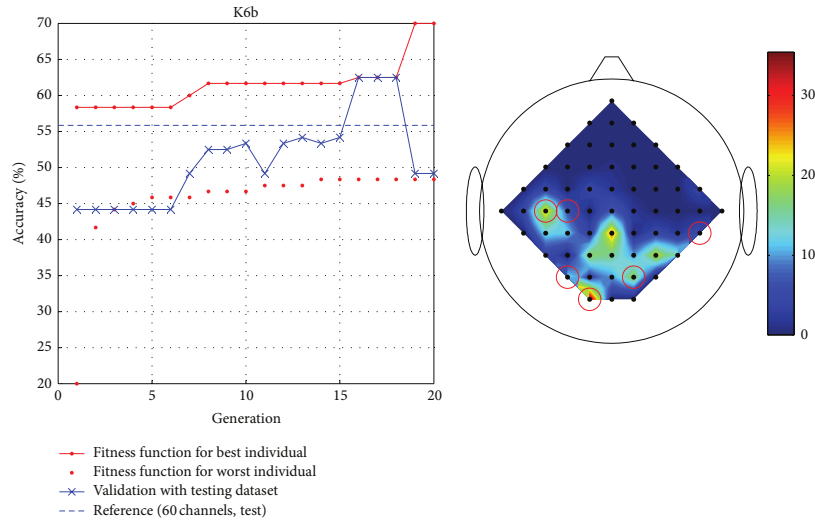 K6b
70
65
60
55
50
45
40
35
30
25
20
Accuracy (%)
0
5
10
15
20
Generation
Fitness function for best individual
Fitness function for worst individual
Validation with testing dataset
Reference (60 channels, test)
30
20
10
0